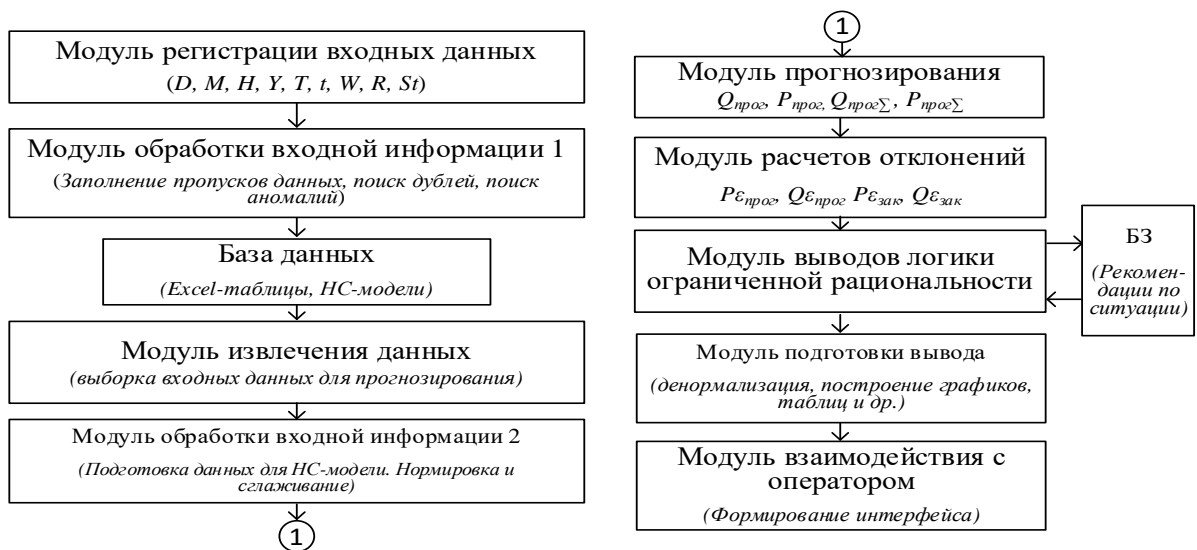 Модуль регистрации входных данных
(D, M, H, Y, T, t, W, R, St)
Модуль обработки входной информации 1
(Заполнение пропусков данных, поиск дублей, поиск
аномалий)
База данных
(Excel-таблицы, НС-модели)
Модуль извлечения данных
(выборка входных данных для прогнозирования)
Модуль обработки входной информации 2
(Подготовка данных для НС-модели. Нормировка и
сглаживание)
1
1
Модуль прогнозирования
Qпрог, Pпрог, Qпрог∑, Pпрог∑
Модуль расчетов отклонений
Pεпрог, Qεпрог Pεзак, Qεзак
Модуль выводов логики
ограниченной рациональности
БЗ
(Рекомен-
дации по
ситуации)
Модуль подготовки вывода
(денормализация, построение графиков,
таблиц и др.)
Модуль взаимодействия с
оператором
(Формирование интерфейса)